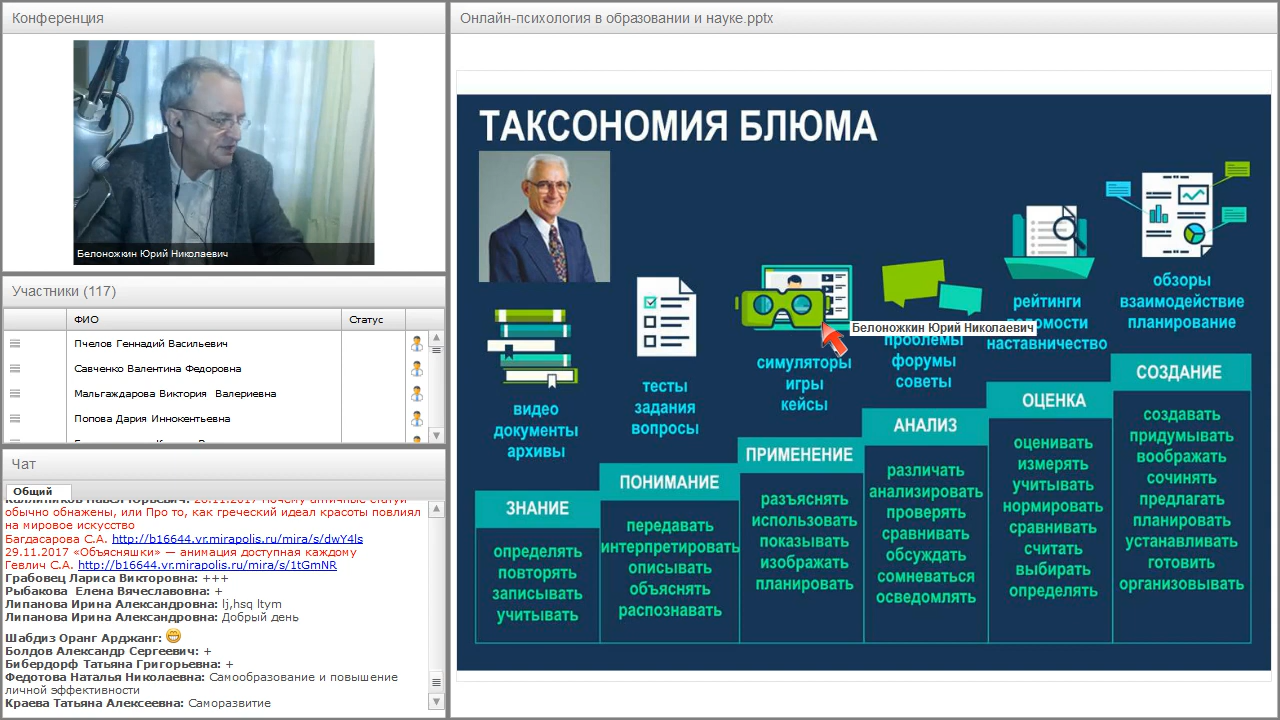 Конференция
Белоножкин Юрий Николаевич
Участники (117)
ФИО
Статус
Пчелов Геннадий Васильевич
Савченко Валентина Федоровна
Мальгаждарова Виктория Валериевна
Попова Дария Иннокентьевна
Чат
Общий
обычно обнажены, или Про то, как греческий идеал красоты повлиял
на мировое искусство
Багдасарова С.А. http://b16644.vr.mirapolis.ru/mira/s/dwY4ls
29.11.2017 «Объясняшки» — анимация доступная каждому
Гевлич С.А. http://b16644.vr.mirapolis.ru/mira/s/1tGmNR
Грабовец Лариса Викторовна: +++
Рыбакова Елена Вячеславовна: +
Липанова Ирина Александровна: lj,hsq ltym
Липанова Ирина Александровна: Добрый день
Шабдиз Оранг Арджанг:
Болдов Александр Сергеевич: +
Бибердорф Татьяна Григорьевна: +
Федотова Наталья Николаевна: Самообразование и повышение
личной эффективности
Краева Татьяна Алексеевна: Саморазвитие
Онлайн-психология в образовании и науке.pptx
ТАКСОНОМИЯ БЛЮМА
видео
документы
архивы
ЗНАНИЕ
определять
повторять
записывать
учитывать
тесты
задания
вопросы
ПОНИМАНИЕ
передавать
интерпретировать
описывать
объяснять
распознавать
Белоножкин Юрий Николаевич
симуляторы
игры
кейсы
ПРИМЕНЕНИЕ
разъяснять
использовать
показывать
изображать
планировать
проблемы
форумы
советы
АНАЛИЗ
различать
анализировать
проверять
сравнивать
обсуждать
сомневаться
осведомлять
рейтинги
наставничество
ОЦЕНКА
оценивать
измерять
учитывать
нормировать
сравнивать
считать
выбирать
определять
обзоры
взаимодействие
планирование
СОЗДАНИЕ
создавать
придумывать
воображать
сочинять
предлагать
планировать
устанавливать
готовить
организовывать